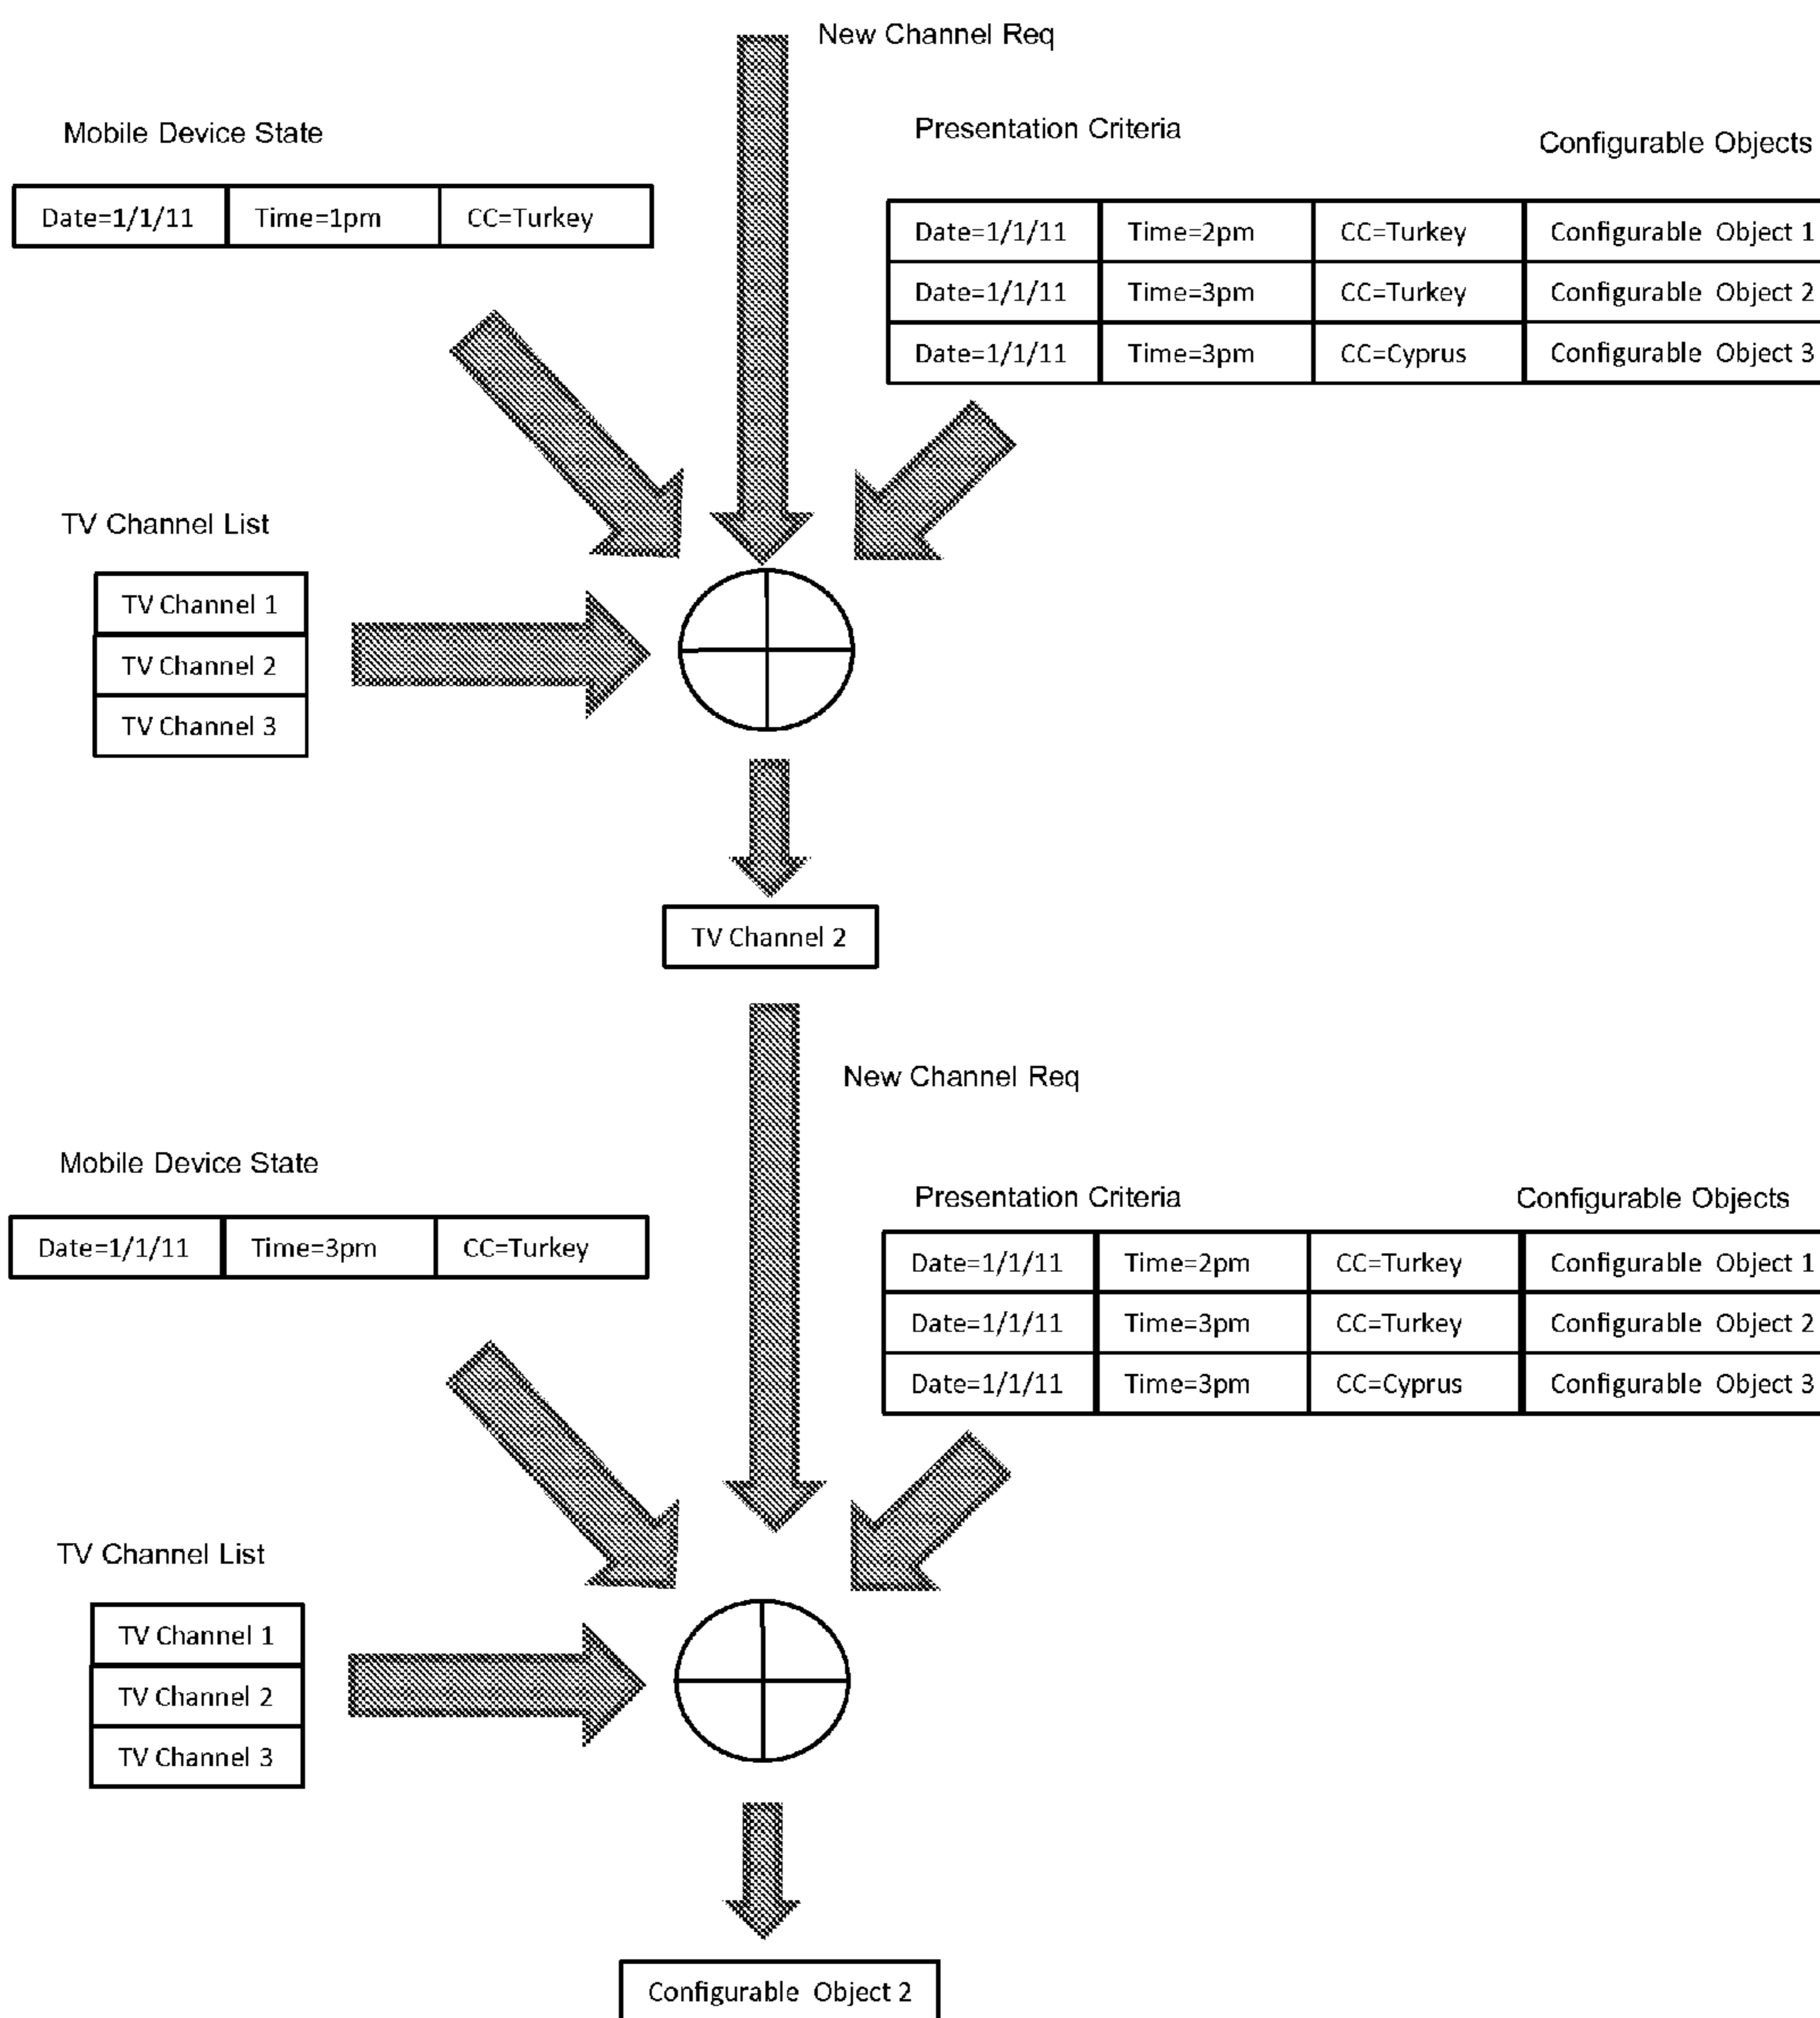 New Channel Req
Mobile Device State
Date=1/1/11 Time=1pm CC=Turkey
Presentation Criteria Configurable Objects
Date=1/1/11 Time=2pm CC=Turkey Configurable Object 1
Date=1/1/11 Time=3pm CC=Turkey Configurable Object 2
Date=1/1/11 Time=3pm CC=Cyprus Configurable Object 3
TV Channel List
TV Channel 1
TV Channel 2
TV Channel 3
TV Channel 2
New Channel Req
Mobile Device State
Date=1/1/11 Time=3pm CC=Turkey
Presentation Criteria Configurable Objects
Date=1/1/11 Time=2pm CC=Turkey Configurable Object 1
Date=1/1/11 Time=3pm CC=Turkey Configurable Object 2
Date=1/1/11 Time=3pm CC=Cyprus Configurable Object 3
TV Channel List
TV Channel 1
TV Channel 2
TV Channel 3
Configurable Object 2